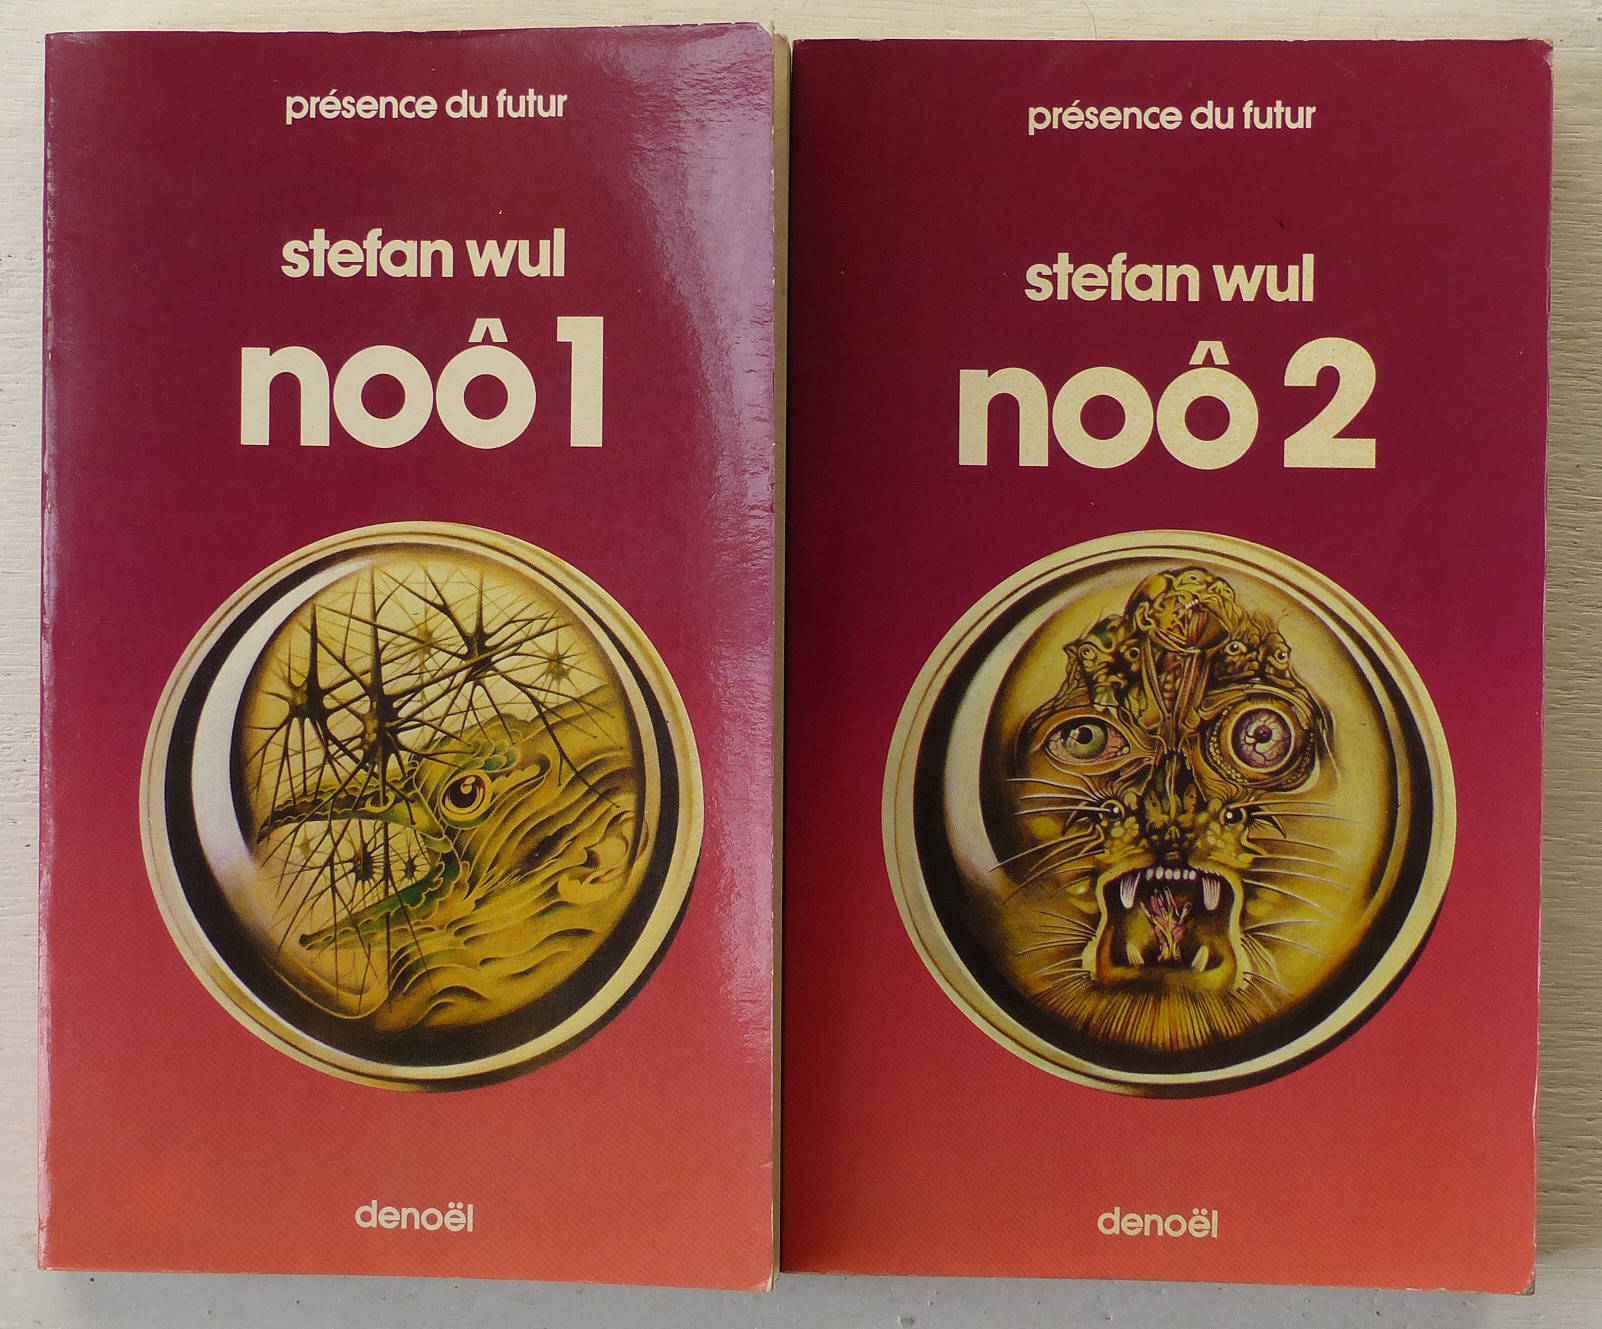 présence du futur
stefan wul
noô 1
denoël
présence du futur
stefan wul
noô 2
denoël